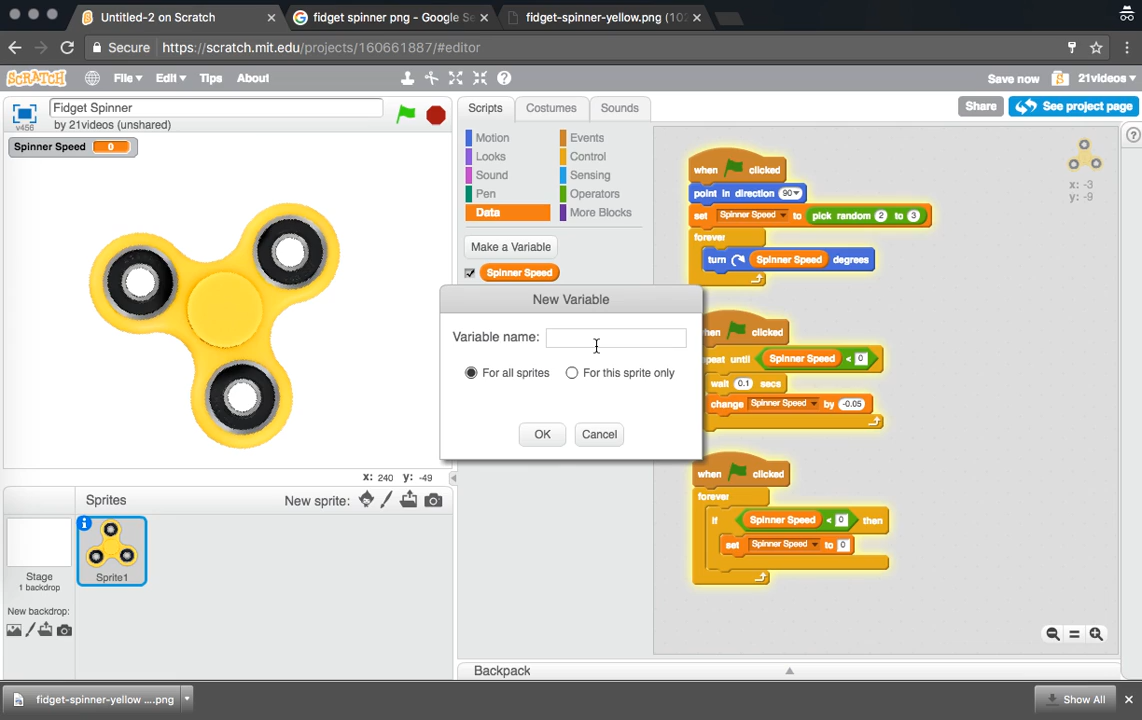 Untitled-2 on Scratch
fidget spinner png - Google Se
fidget-spinner-yellow.png (102
Secure
https://scratch.mit.edu/projects/160661887/#editor
SCRATCH
File
Edit
Tips
About
Save now
21videos
v456
Fidget Spinner
by 21videos (unshared)
Scripts
Costumes
Sounds
Share
See project page
Spinner Speed 0
Motion
Events
Looks
Control
Sound
Sensing
Pen
Operators
Data
More Blocks
Make a Variable
Spinner Speed
x: -3
y: -9
when clicked
point in direction 90
set Spinner Speed to pick random 2 to 3
forever
turn Spinner Speed degrees
New Variable
Variable name:
For all sprites
For this sprite only
OK
Cancel
hen clicked
peat until Spinner Speed < 0
wait 0.1 secs
change Spinner Speed by -0.05
when clicked
forever
if Spinner Speed < 0 then
set Spinner Speed to 0
x: 240 y: -49
Sprites
New sprite:
Stage
1 backdrop
Sprite1
New backdrop:
Backpack
fidget-spinner-yellow ....png
Show All